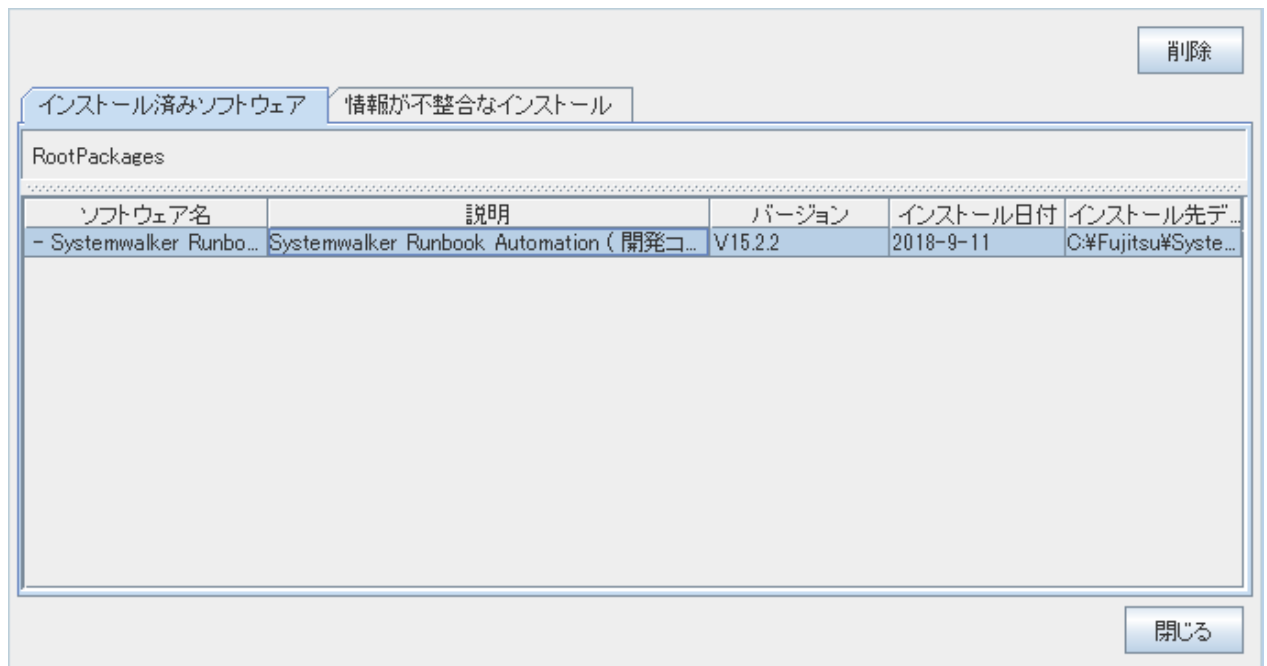 削除
インストール済みソフトウェア 情報が不整合なインストール
RootPackages
ソフトウェア名 説明 バージョン インストール日付 インストール先デ...
- Systemwalker Runbo... Systemwalker Runbook Automation ( 開発コ... V15.2.2 2018-9-11 C:¥Fujitsu¥Syste...
閉じる